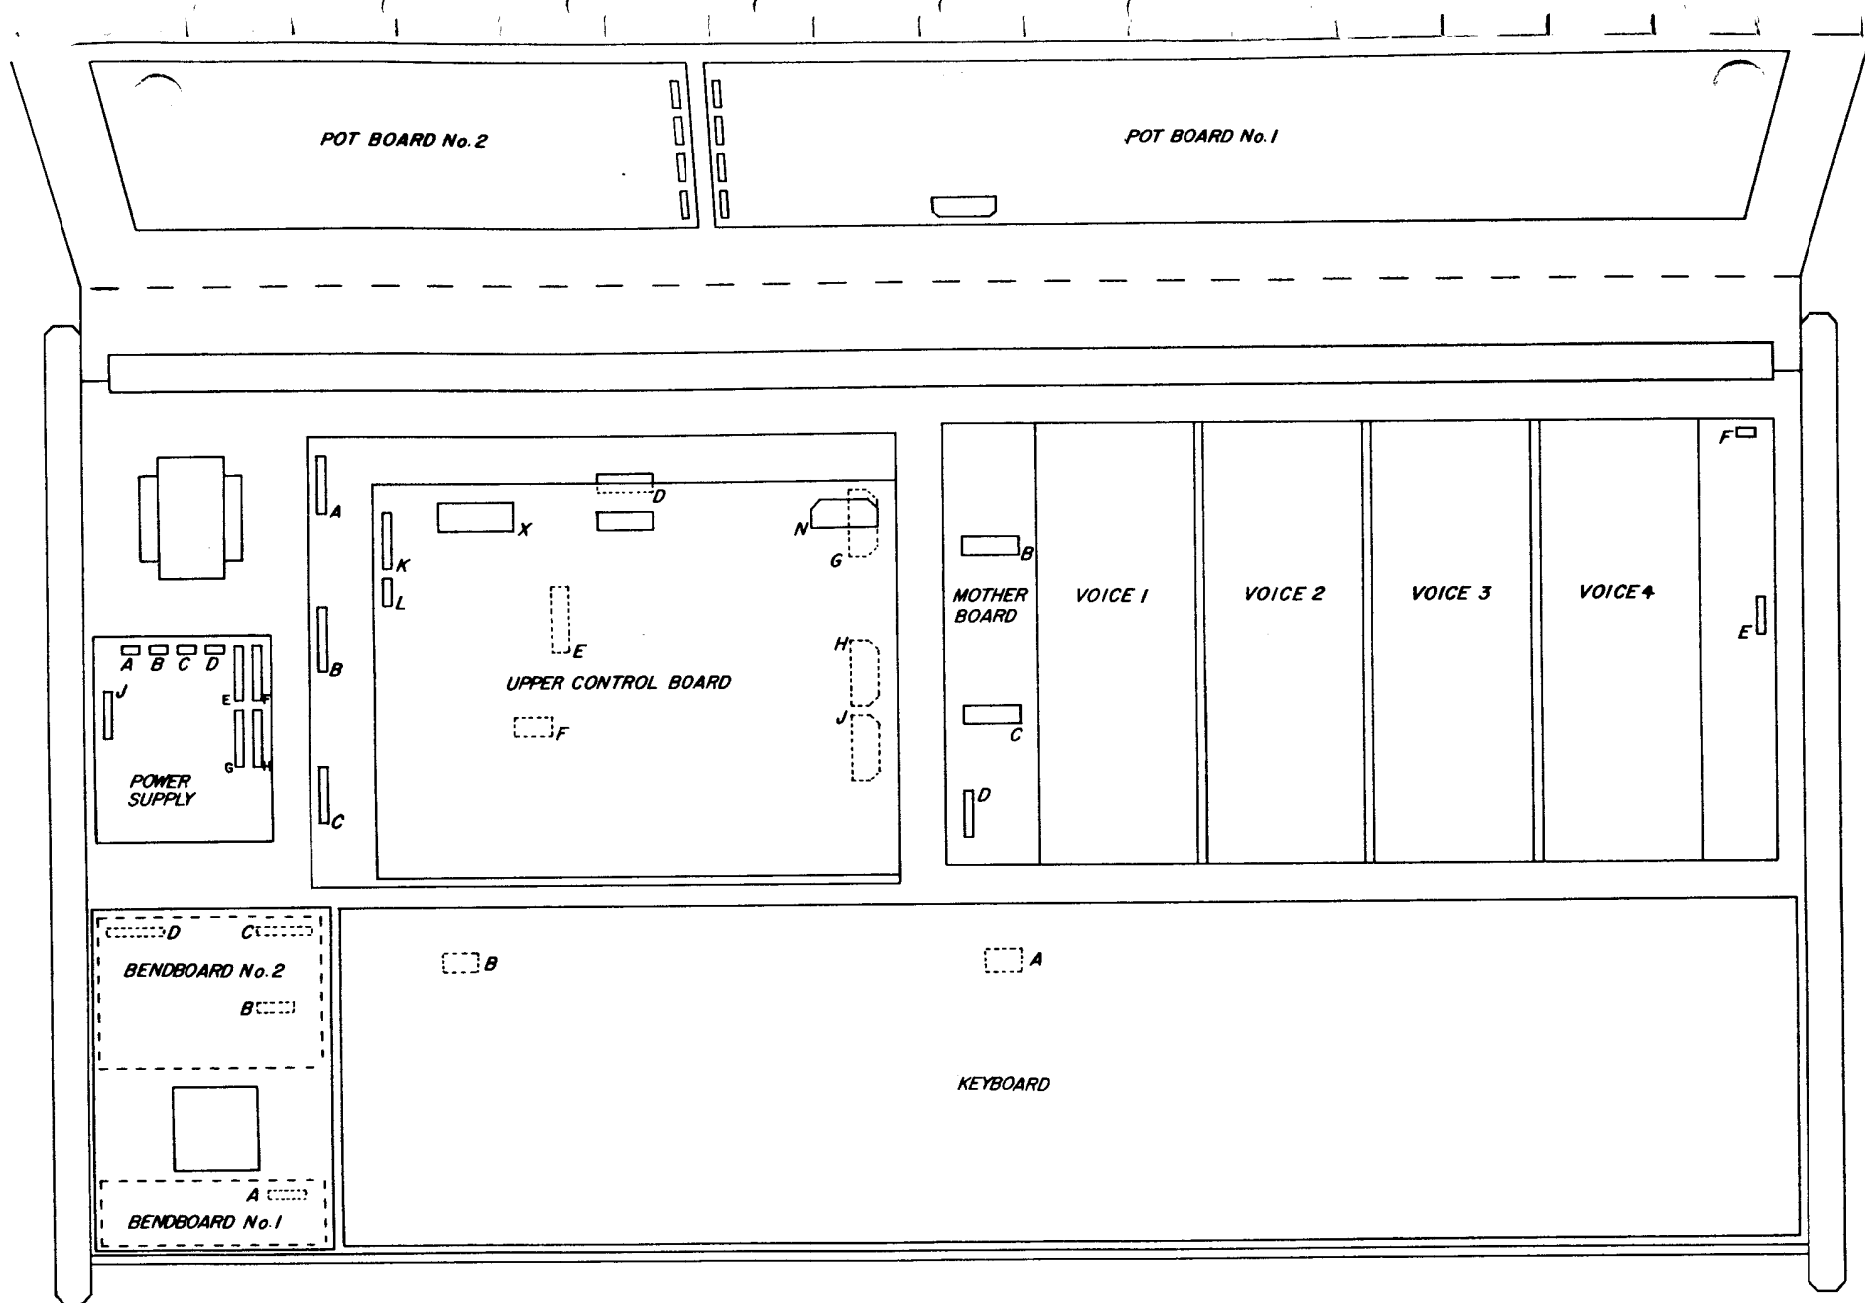 POT BOARD No. 2
POT BOARD No. 1
A
K
L
X
D
N
G
E
UPPER CONTROL BOARD
H
J
F
B
C
B
MOTHER
BOARD
C
D
VOICE 1
VOICE 2
VOICE 3
VOICE 4
F
E
A B C D
J
E F
G H
POWER
SUPPLY
D C
BENDBOARD No. 2
B
A
BENDBOARD No. 1
B
A
KEYBOARD